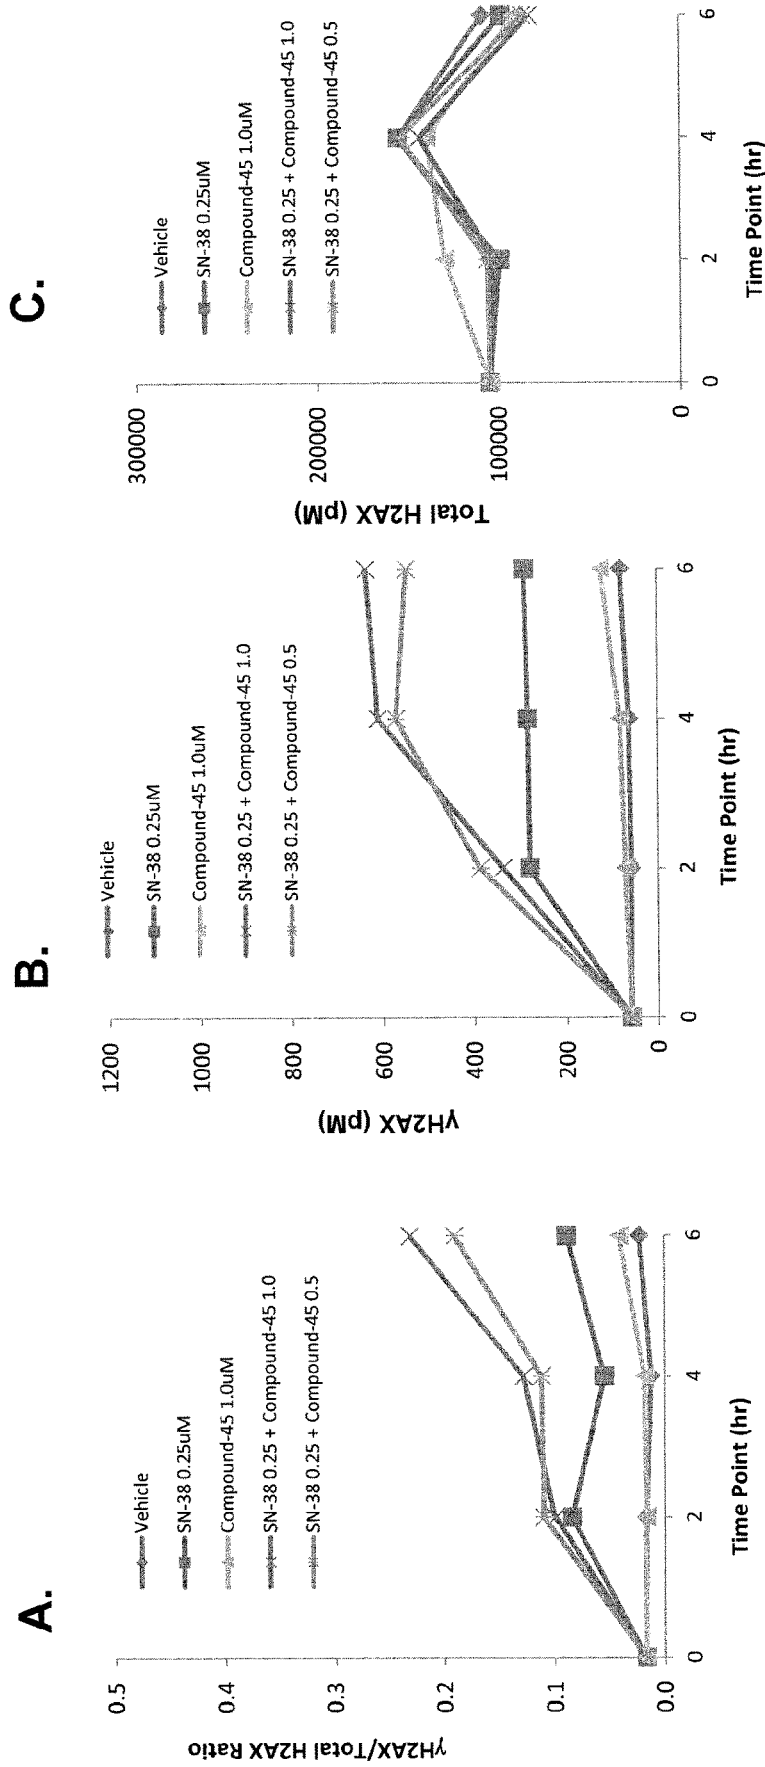 A.
γH2AX/Total H2AX Ratio
0.5
0.4
0.3
0.2
0.1
0.0
Vehicle
SN-38 0.25uM
Compound-45 1.0uM
SN-38 0.25 + Compound-45 1.0
SN-38 0.25 + Compound-45 0.5
0
2
4
6
Time Point (hr)
B.
γH2AX (pM)
1200
1000
800
600
400
200
0
Vehicle
SN-38 0.25uM
Compound-45 1.0uM
SN-38 0.25 + Compound-45 1.0
SN-38 0.25 + Compound-45 0.5
0
2
4
6
Time Point (hr)
C.
Total H2AX (pM)
300000
200000
100000
0
Vehicle
SN-38 0.25uM
Compound-45 1.0uM
SN-38 0.25 + Compound-45 1.0
SN-38 0.25 + Compound-45 0.5
0
2
4
6
Time Point (hr)